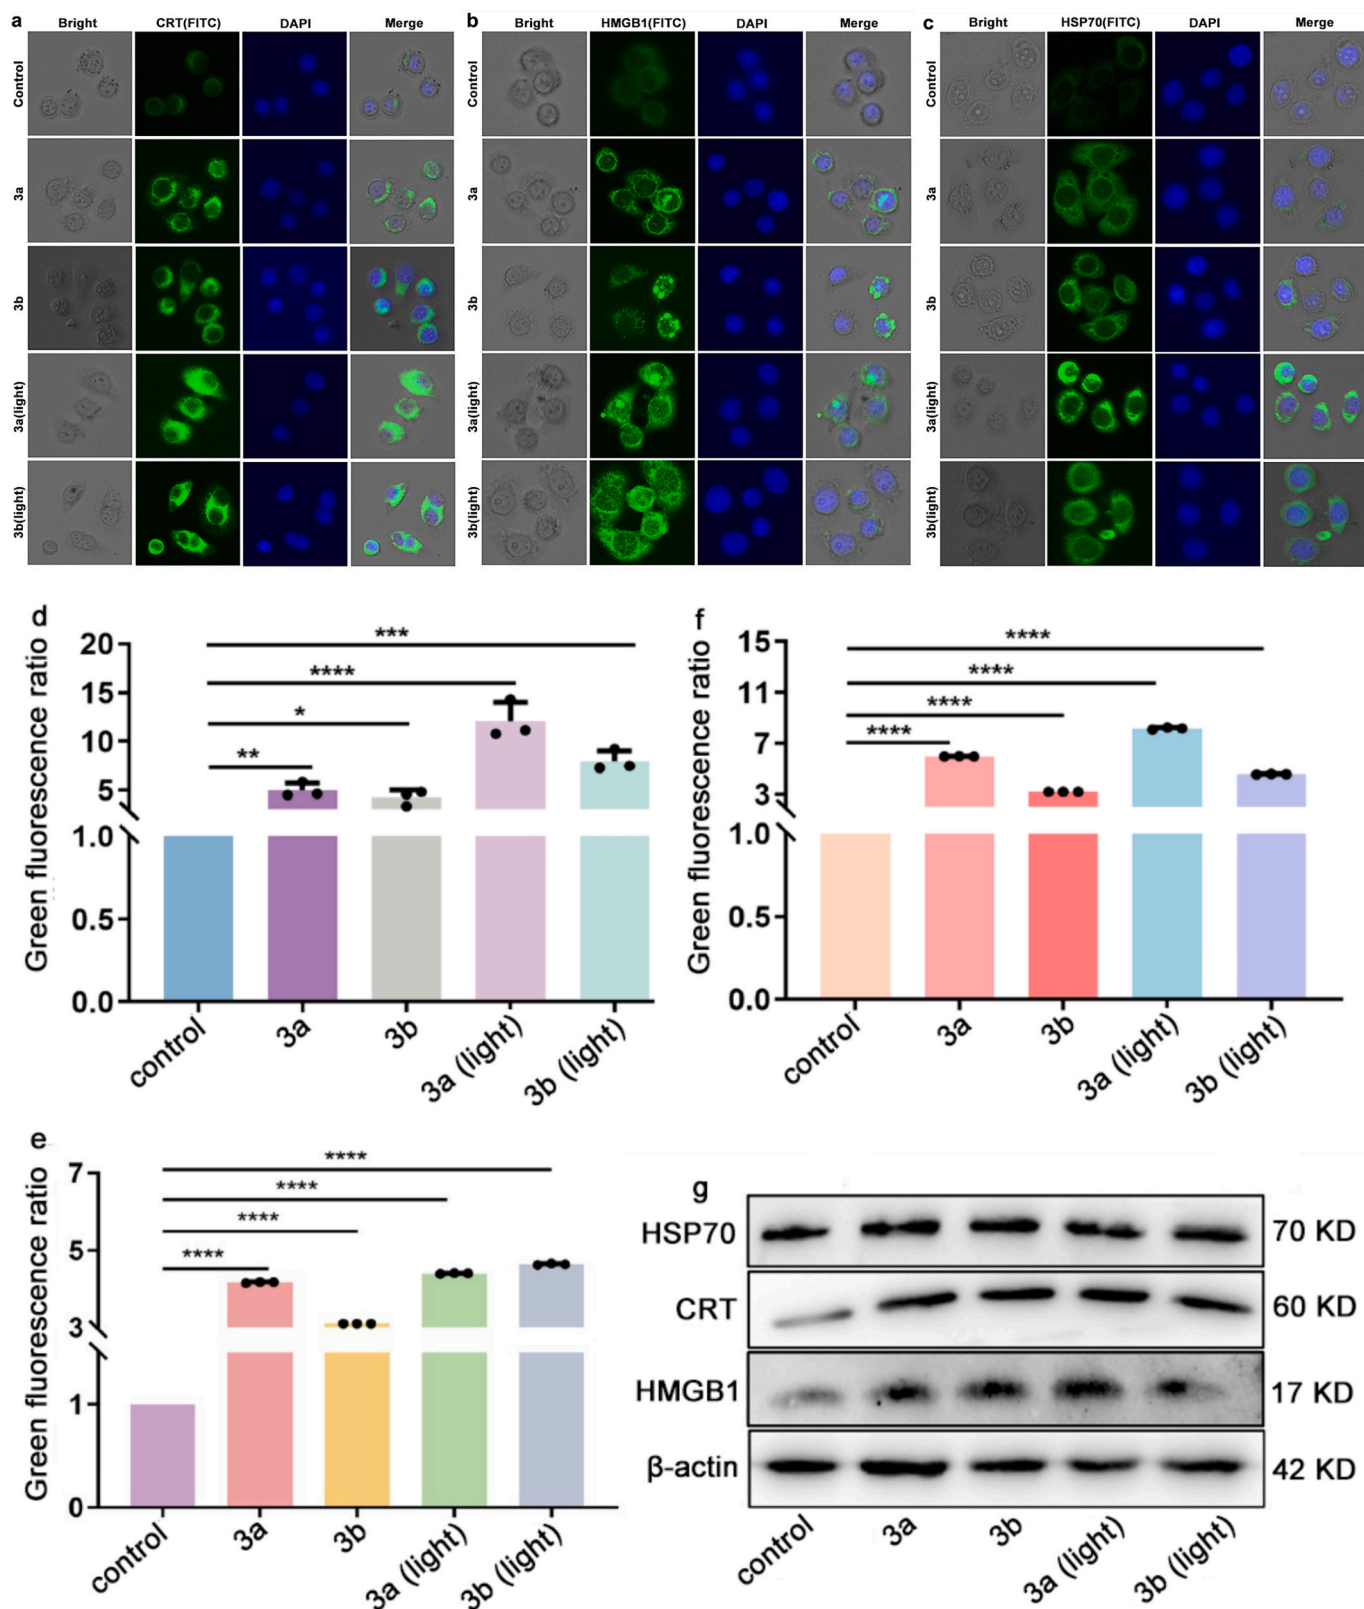 a
Bright CRT(FITC) DAPI Merge
Control
3a
3b
3a(light)
3b(light)
b
Bright HMGB1(FITC) DAPI Merge
Control
3a
3b
3a(light)
3b(light)
c
Bright HSP70(FITC) DAPI Merge
Control
3a
3b
3a(light)
3b(light)
d
Green fluorescence ratio
20
15
10
5
1.0
0.5
0.0
***
****
*
**
control 3a 3b 3a (light) 3b (light)
f
Green fluorescence ratio
15
11
7
3
1.0
0.5
0.0
****
****
****
****
control 3a 3b 3a (light) 3b (light)
e
Green fluorescence ratio
7
5
3
1
0
****
****
****
****
control 3a 3b 3a (light) 3b (light)
g
HSP70 70 KD
CRT 60 KD
HMGB1 17 KD
β-actin 42 KD
control 3a 3b 3a (light) 3b (light)